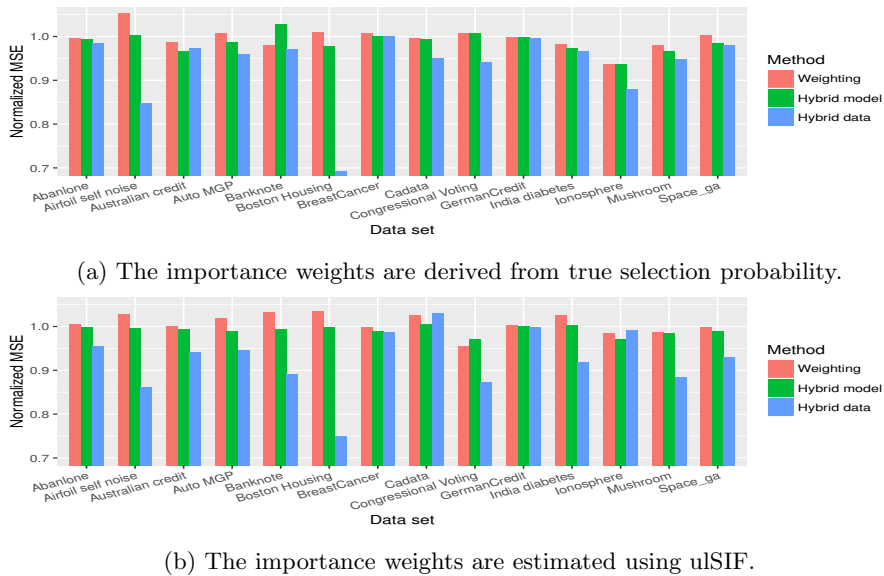 Normalized MSE
1.0
0.9
0.8
0.7
Abanlone
Airfoil self noise
Australian credit
Auto MGP
Banknote
Boston Housing
BreastCancer
Cadata
Congressional Voting
GermanCredit
India diabetes
Ionosphere
Mushroom
Space_ga
Data set
Method
Weighting
Hybrid model
Hybrid data
(a) The importance weights are derived from true selection probability.
Normalized MSE
1.0
0.9
0.8
0.7
Abanlone
Airfoil self noise
Australian credit
Auto MGP
Banknote
Boston Housing
BreastCancer
Cadata
Congressional Voting
GermanCredit
India diabetes
Ionosphere
Mushroom
Space_ga
Data set
Method
Weighting
Hybrid model
Hybrid data
(b) The importance weights are estimated using ulSIF.